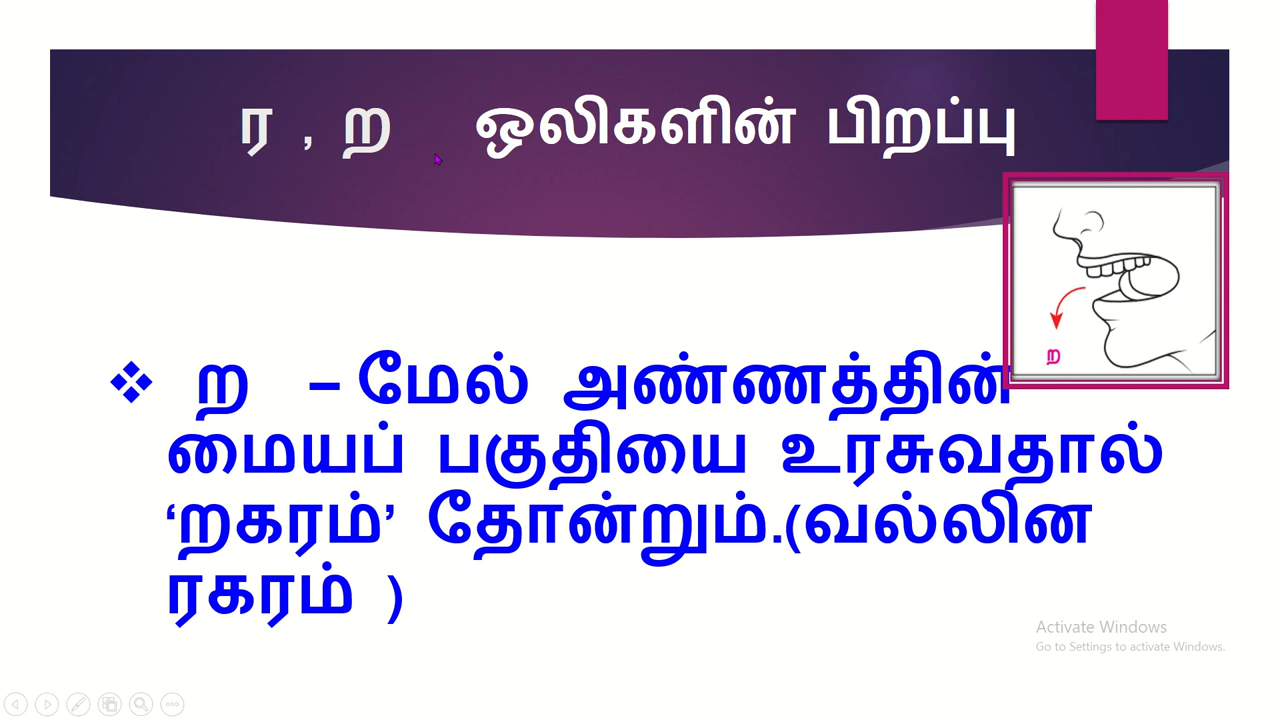 ர , ற ஒலிகளின் பிறப்பு
ற
❖ ற – மேல் அண்ணத்தின்
மையப் பகுதியை உரசுவதால்
‘றகரம்’ தோன்றும்.(வல்லின
ரகரம் )
Activate Windows
Go to Settings to activate Windows.